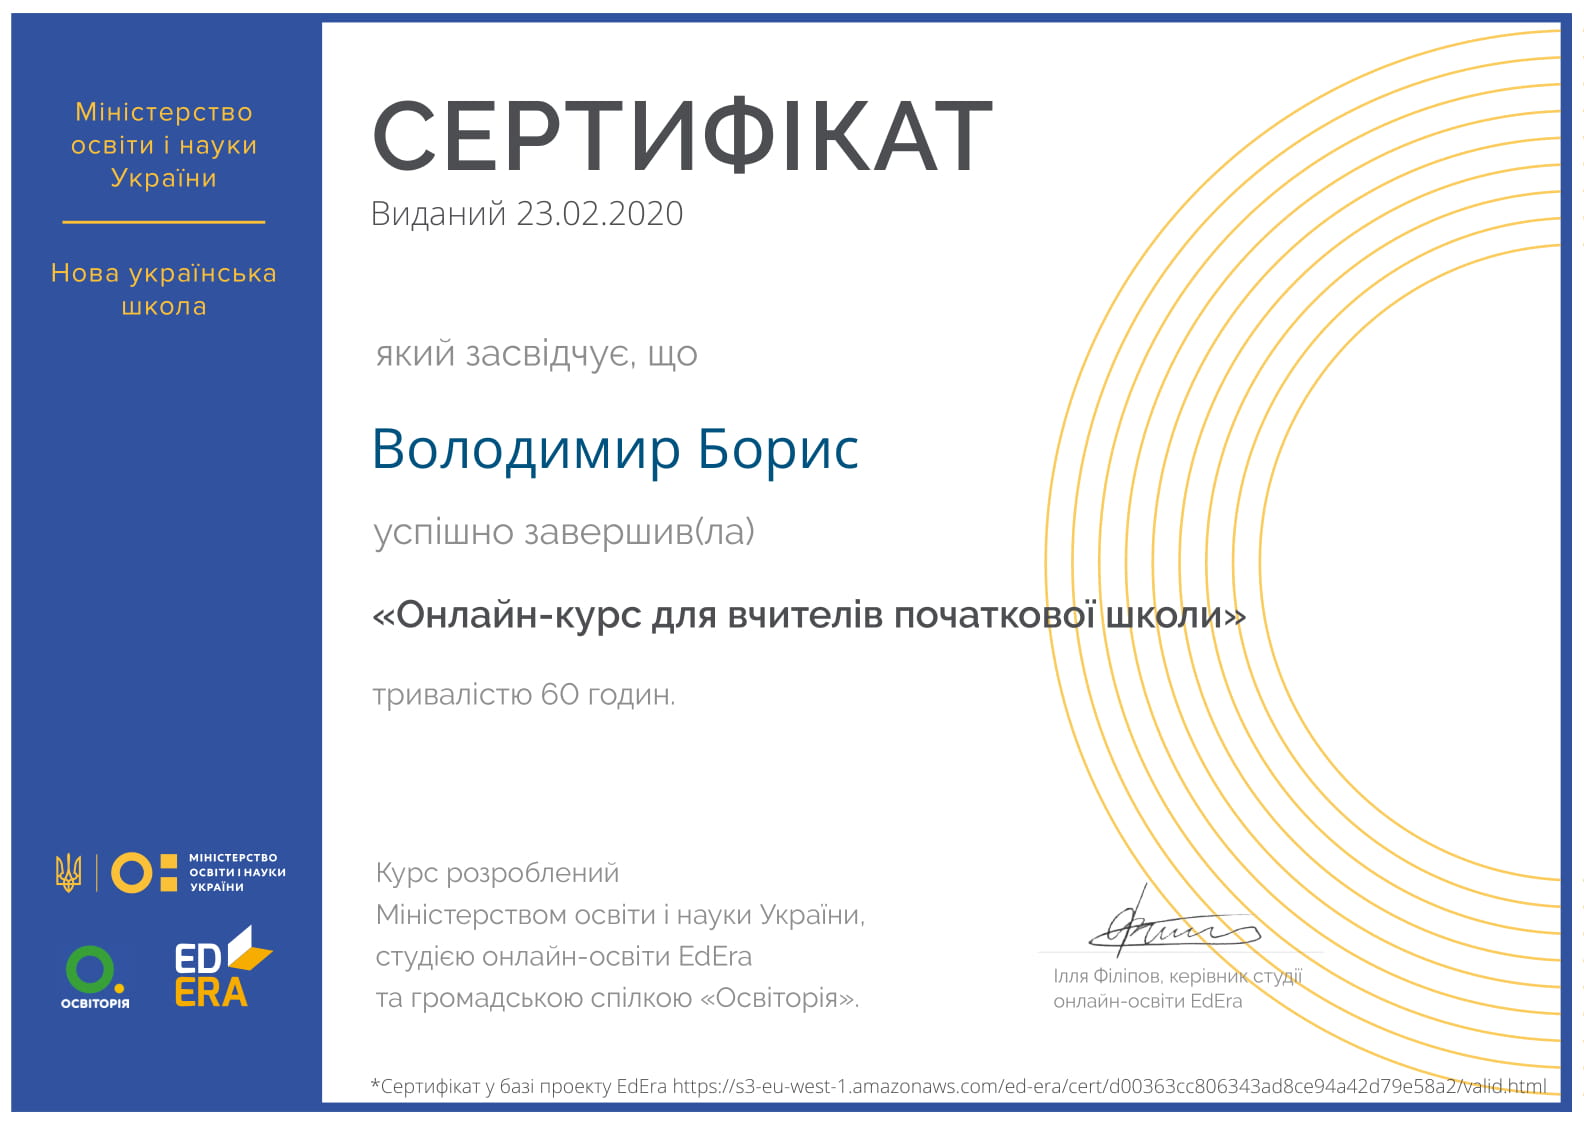 Міністерство
освіти і науки
України
Нова українська
школа
СЕРТИФІКАТ
Виданий 23.02.2020
який засвідчує, що
Володимир Борис
успішно завершив(ла)
«Онлайн-курс для вчителів початкової школи»
тривалістю 60 годин.
МІНІСТЕРСТВО
ОСВІТИ І НАУКИ
УКРАЇНИ
ОСВІТОРІЯ
ED
ERA
Курс розроблений
Міністерством освіти і науки України,
студією онлайн-освіти EdEra
та громадською спілкою «Освіторія».
Ілля Філіпов, керівник студії
онлайн-освіти EdEra
*Сертифікат у базі проекту EdEra https://s3-eu-west-1.amazonaws.com/ed-era/cert/d00363cc806343ad8ce94a42d79e58a2/valid.html